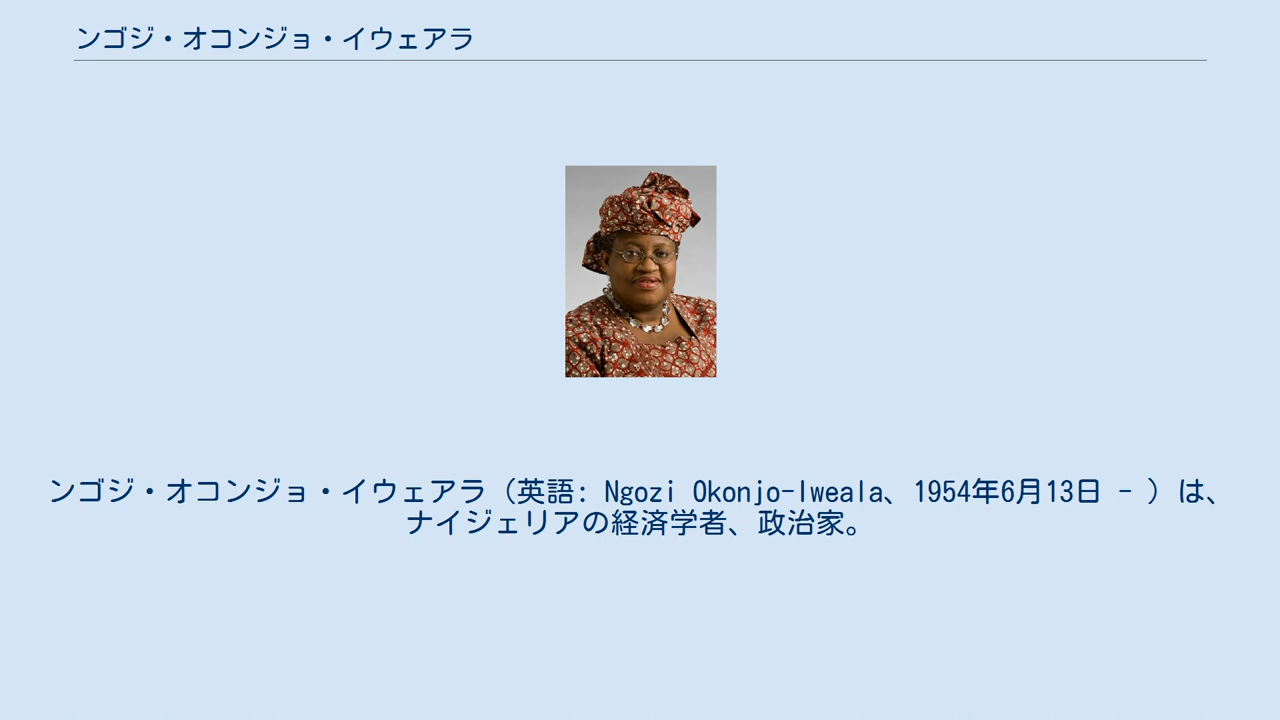 ンゴジ・オコンジョ・イウェアラ
ンゴジ・オコンジョ・イウェアラ（英語: Ngozi Okonjo-Iweala、1954年6月13日 - ）は、
ナイジェリアの経済学者、政治家。